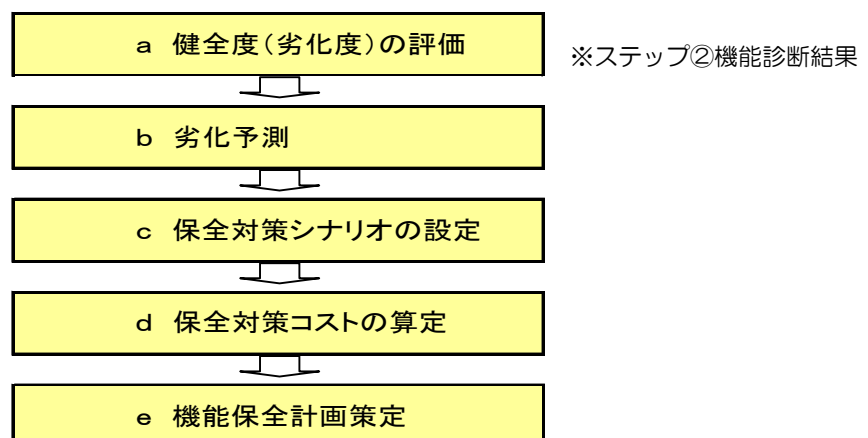 a 健全度(劣化度)の評価
※ステップ②機能診断結果
b 劣化予測
c 保全対策シナリオの設定
d 保全対策コストの算定
e 機能保全計画策定